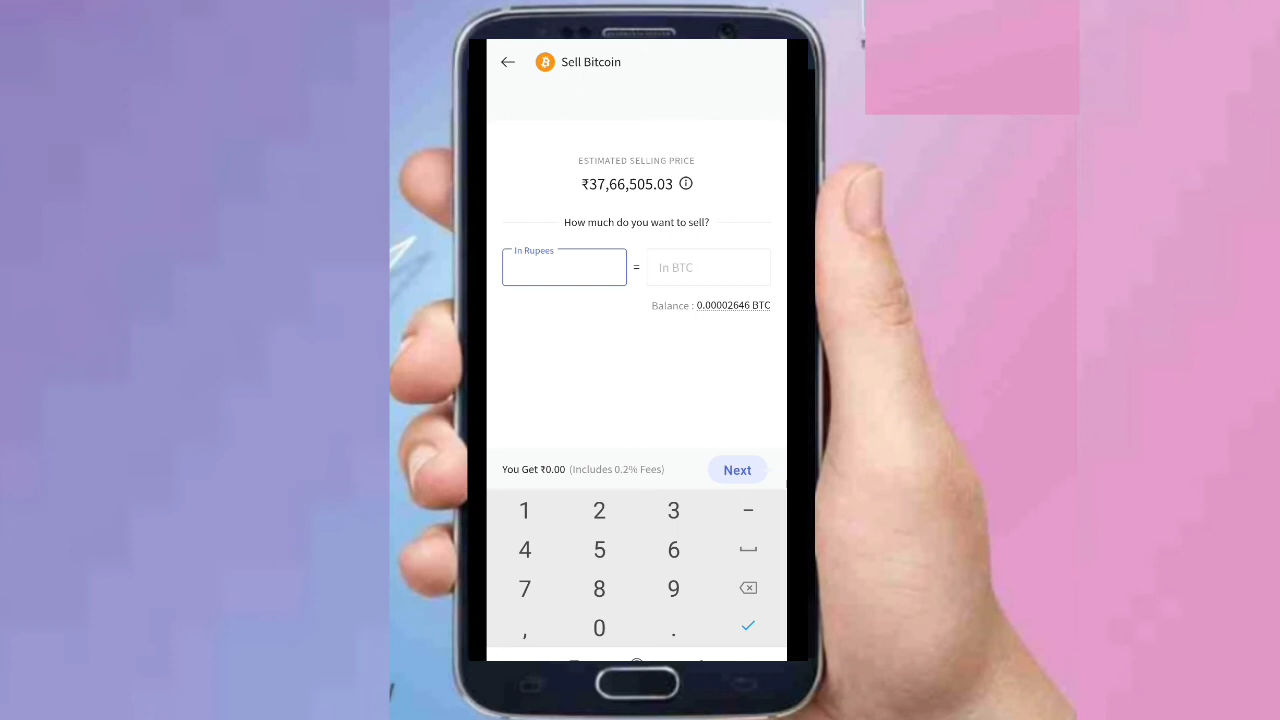 Sell Bitcoin
ESTIMATED SELLING PRICE
₹37,66,505.03
How much do you want to sell?
In Rupees
=
In BTC
Balance : 0.00002646 BTC
You Get ₹0.00 (Includes 0.2% Fees)
Next
1 2 3 −
4 5 6
7 8 9
, 0 .